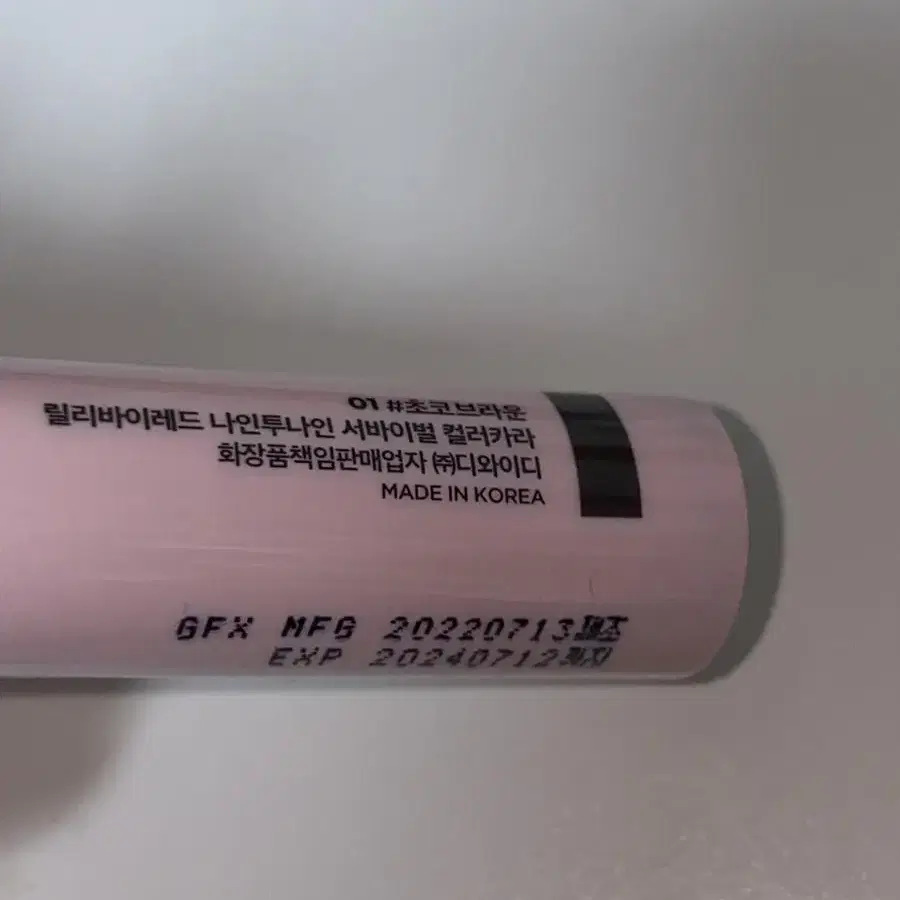 01 #초코브라운
릴리바이레드 나인투나인 서바이벌 컬러카라
화장품책임판매업자 ㈜디와이디
MADE IN KOREA
GFX MFG 20220713제조
EXP 20240712까지